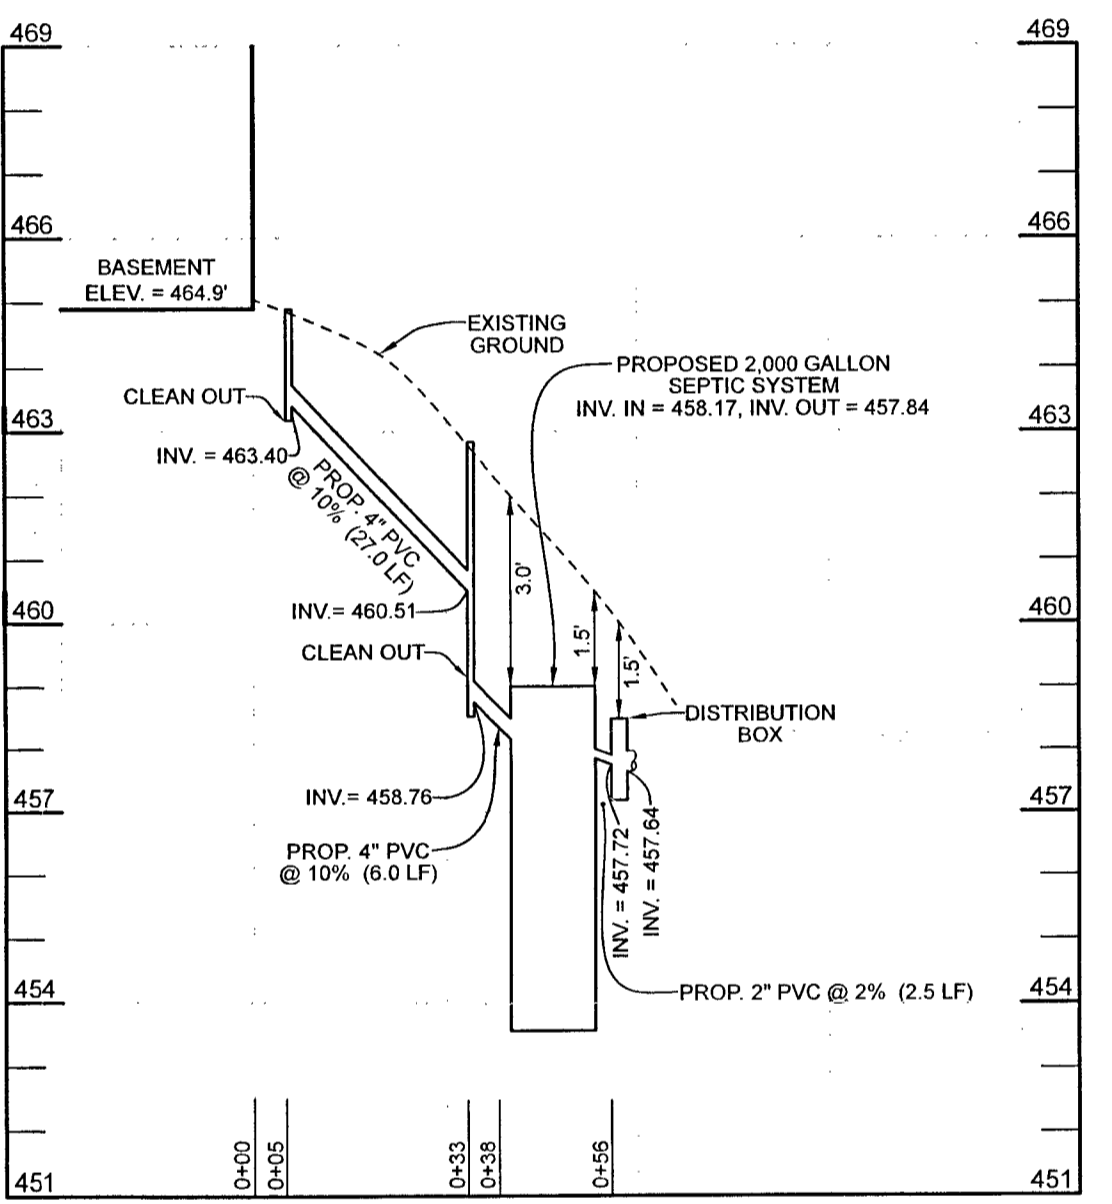 469
469
466
466
BASEMENT
ELEV. = 464.9'
EXISTING
GROUND
PROPOSED 2,000 GALLON
SEPTIC SYSTEM
INV. IN = 458.17, INV. OUT = 457.84
CLEAN OUT
463
463
INV. = 463.40
PROP. 4" PVC
@ 10% (27.0 LF)
3.0'
INV.= 460.51
460
460
1.5'
1.5'
CLEAN OUT
DISTRIBUTION
BOX
INV.= 458.76
457
457
PROP. 4" PVC
@ 10% (6.0 LF)
INV. = 457.72
INV. = 457.64
PROP. 2" PVC @ 2% (2.5 LF)
454
454
0+00
0+05
0+33
0+38
0+56
451
451